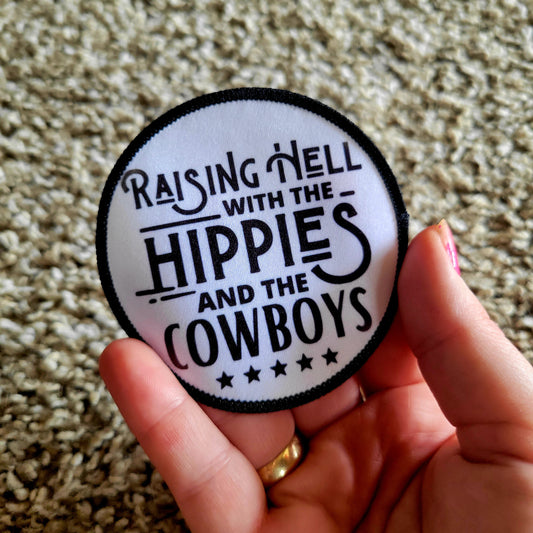 Raising Hell
with the
Hippies
and the
Cowboys